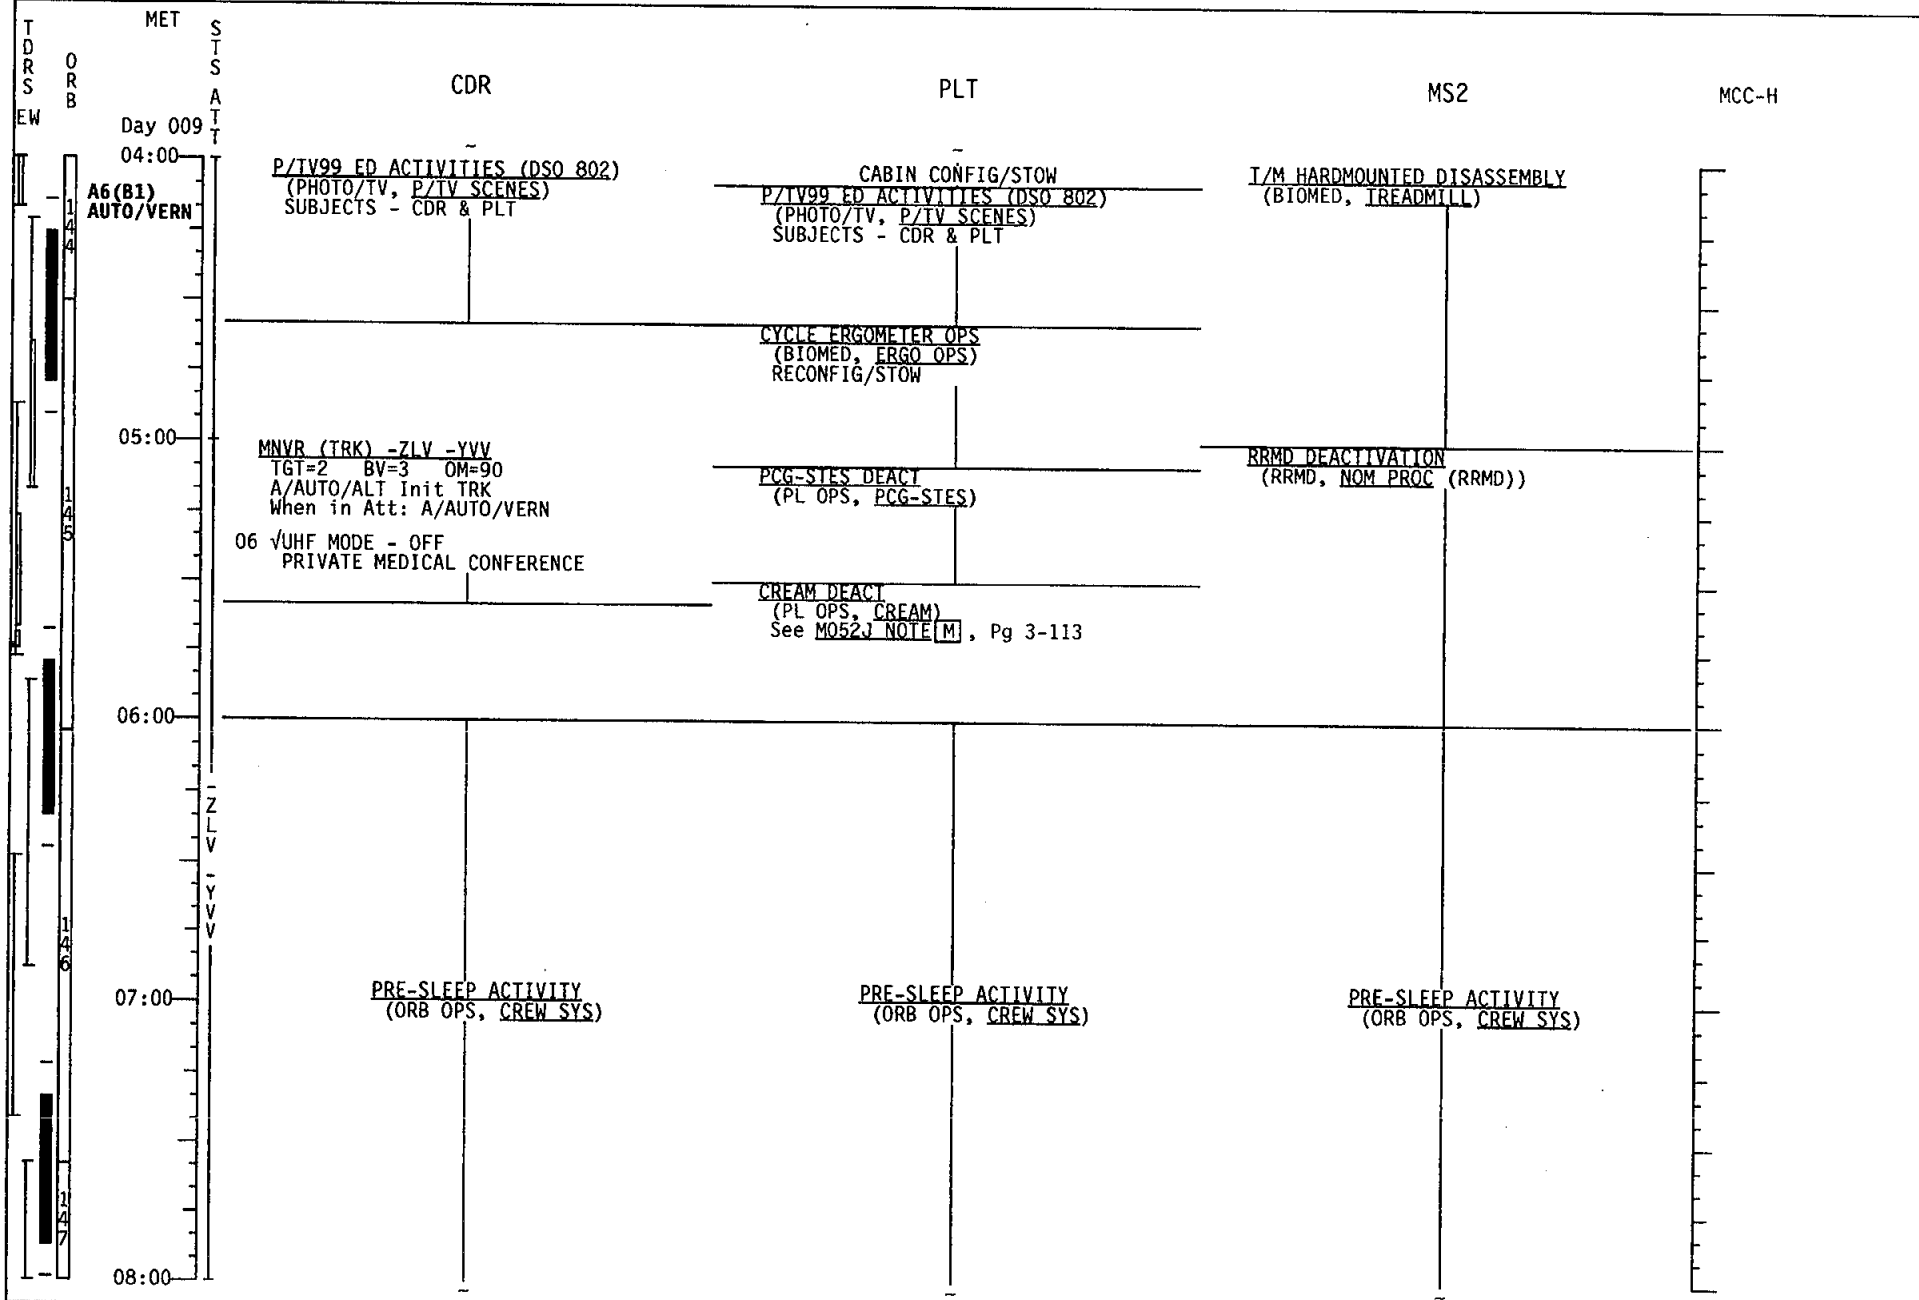 TDRS
EW
ORB
MET
STS ATT
CDR
PLT
MS2
MCC-H
Day 009
04:00
A6(B1)
AUTO/VERN
144
P/TV99 ED ACTIVITIES (DSO 802)
(PHOTO/TV, P/TV SCENES)
SUBJECTS - CDR & PLT
CABIN CONFIG/STOW
P/TV99 ED ACTIVITIES (DSO 802)
(PHOTO/TV, P/TV SCENES)
SUBJECTS - CDR & PLT
T/M HARDMOUNTED DISASSEMBLY
(BIOMED, TREADMILL)
CYCLE ERGOMETER OPS
(BIOMED, ERGO OPS)
RECONFIG/STOW
05:00
145
MNVR (TRK) -ZLV -YVV
TGT=2 BV=3 OM=90
A/AUTO/ALT Init TRK
When in Att: A/AUTO/VERN
06 √UHF MODE - OFF
PRIVATE MEDICAL CONFERENCE
PCG-STES DEACT
(PL OPS, PCG-STES)
RRMD DEACTIVATION
(RRMD, NOM PROC (RRMD))
CREAM DEACT
(PL OPS, CREAM)
See M052J NOTE M , Pg 3-113
06:00
-ZLV -YVV
146
07:00
PRE-SLEEP ACTIVITY
(ORB OPS, CREW SYS)
PRE-SLEEP ACTIVITY
(ORB OPS, CREW SYS)
PRE-SLEEP ACTIVITY
(ORB OPS, CREW SYS)
147
08:00